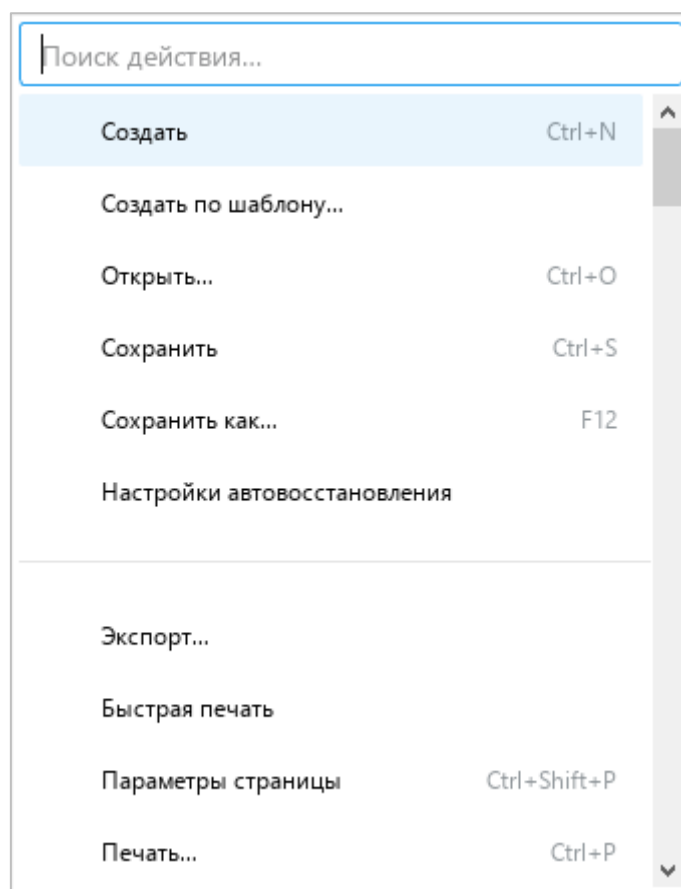 Поиск действия...
Создать Ctrl+N
Создать по шаблону...
Открыть... Ctrl+O
Сохранить Ctrl+S
Сохранить как... F12
Настройки автовосстановления
Экспорт...
Быстрая печать
Параметры страницы Ctrl+Shift+P
Печать... Ctrl+P